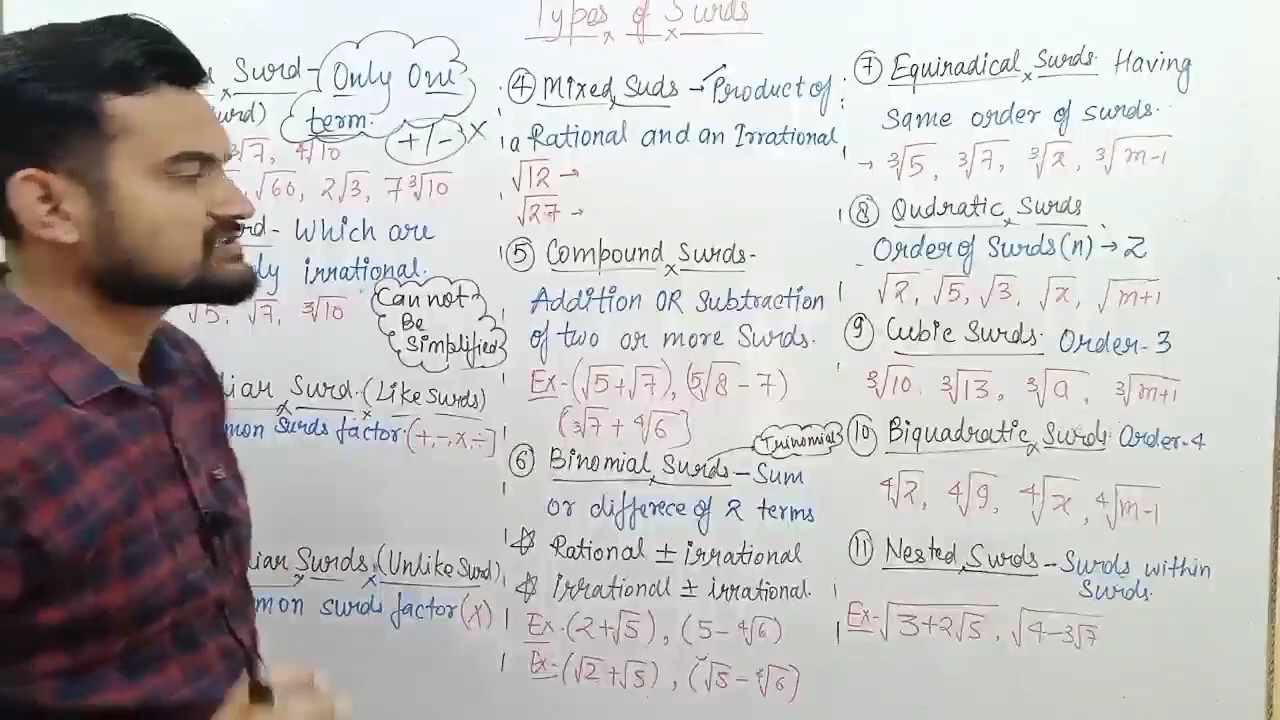 Types of Surds
Surd- Only One
term.
+/- X
∛7, ∜10
√60, 2√3, 7∛10
Which are
irrational.
√5, √7, ∛10
Cannot
Be
Simplified
Surd. (Like Surds)
Surds factor. (+,-,×,÷)
Surds (Unlike Surd)
surds factor (x)
④ Mixed Suds → Product of
a Rational and an Irrational
√12 →
√27 →
⑤ Compound Surds-
Addition OR Subtraction
of two or more Surds.
Ex- (√5+√7), (5√8 - 7)
(∛7 + ∜6)
Trinomial
⑥ Binomial Surds - Sum
or differece of 2 terms
☆ Rational ± irrational
☆ irrational ± irrational.
Ex. (2+√5), (5-∜6)
Ex- (√2+√5), (√5-∜6)
⑦ Equiradical Surds. Having
Same order of surds.
→ ∛5, ∛7, ∛x, ∛m-1
⑧ Qudratic Surds
Order of Surds(n) → 2
√2, √5, √3, √x, √m+1
⑨ Cubic Surds. Order-3
∛10, ∛13, ∛a, ∛m+1
⑩ Biquadratic Surds Order-4
∜2, ∜9, ∜x, ∜m-1
⑪ Nested Surds - Surds within
Surds.
Ex- √3+2√5, √4-3√7